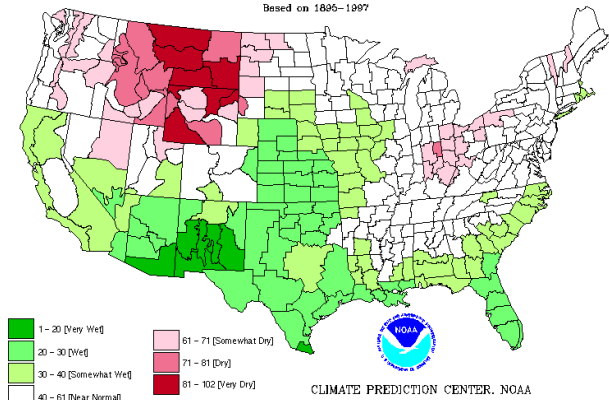 Based on 1895-1997
1 - 20 [Very Wet]
20 - 30 [Wet]
30 - 40 [Somewhat Wet]
40 - 61 [Near Normal]
61 - 71 [Somewhat Dry]
71 - 81 [Dry]
81 - 102 [Very Dry]
NOAA
CLIMATE PREDICTION CENTER, NOAA